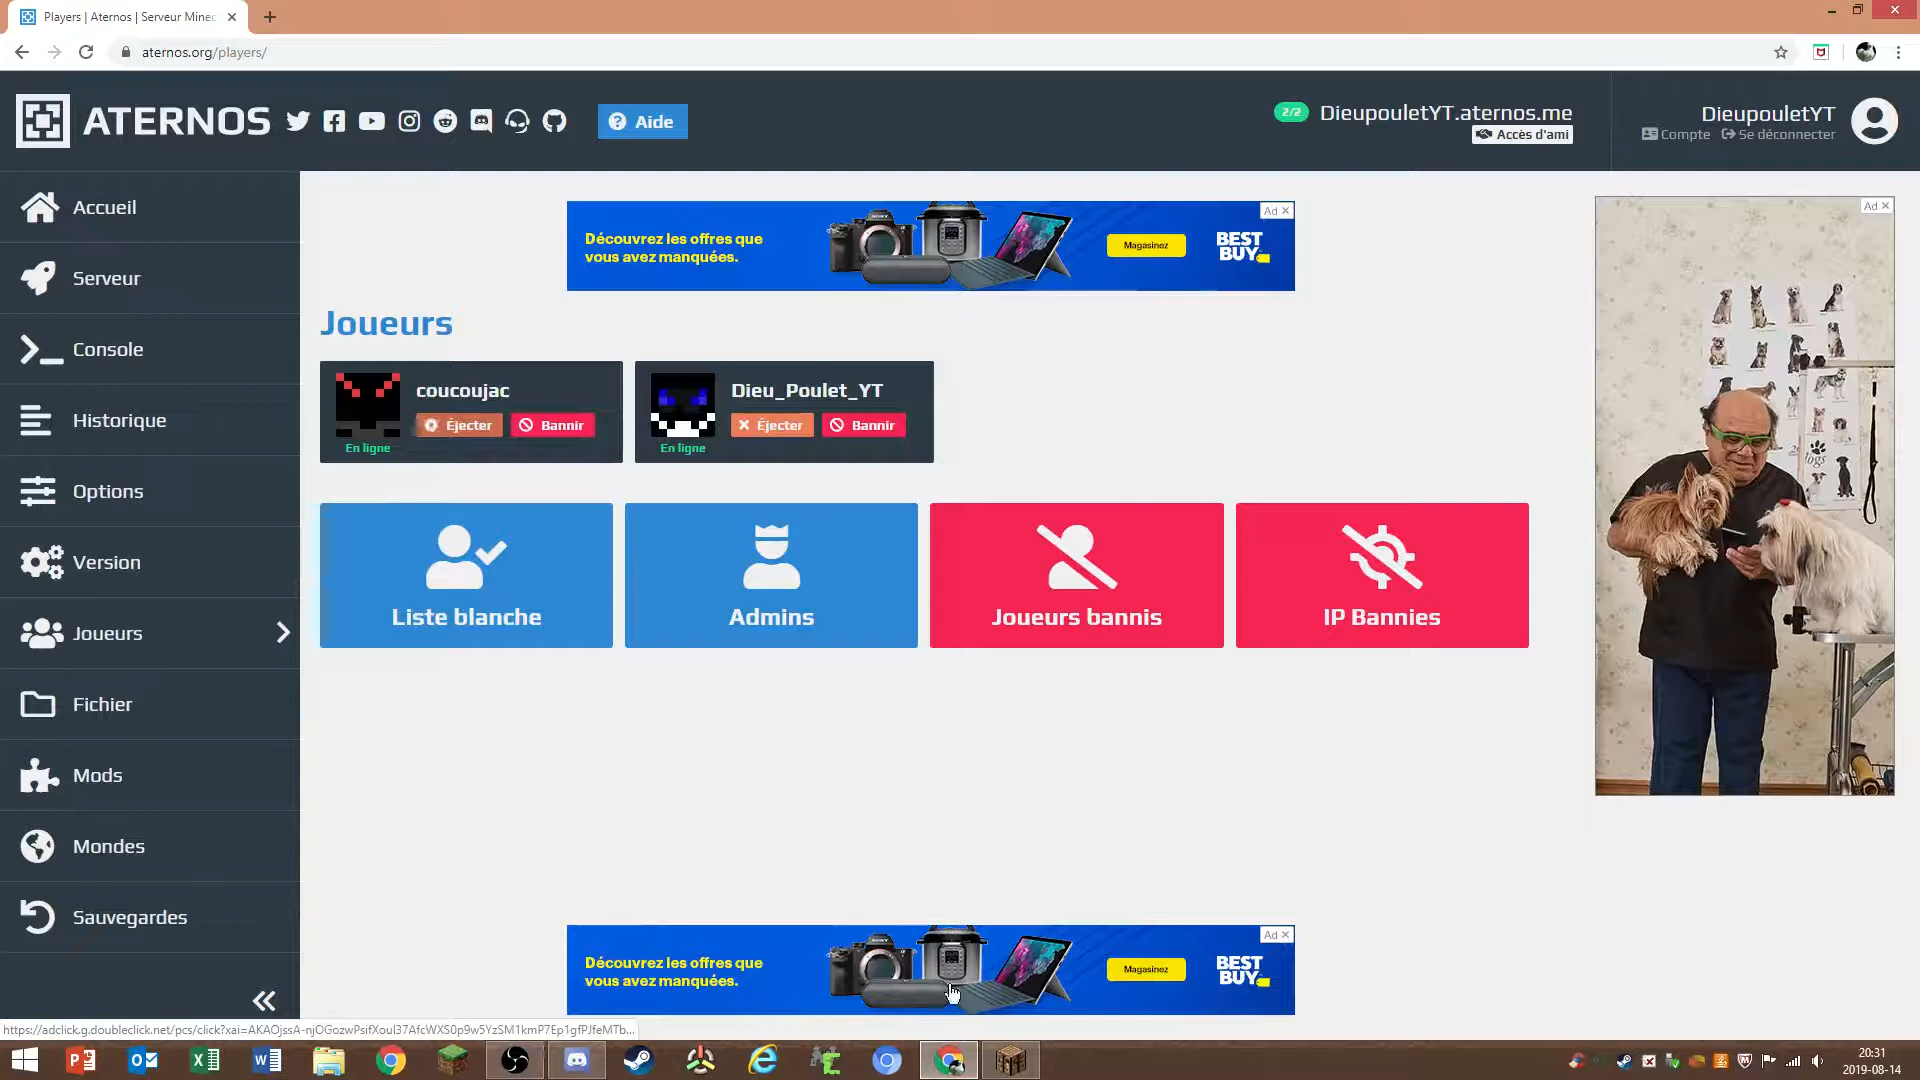 Players | Aternos | Serveur Minec
aternos.org/players/
ATERNOS
Aide
2/2
DieupouletYT.aternos.me
Accès d'ami
DieupouletYT
Compte
Se déconnecter
Accueil
Serveur
Console
Historique
Options
Version
Joueurs
Fichier
Mods
Mondes
Sauvegardes
Découvrez les offres que
vous avez manquées.
Magasinez
BEST
BUY
Ad
Ad
Joueurs
coucoujac
Éjecter
Bannir
En ligne
Dieu_Poulet_YT
Éjecter
Bannir
En ligne
Liste blanche
Admins
Joueurs bannis
IP Bannies
Découvrez les offres que
vous avez manquées.
Magasinez
BEST
BUY
Ad
20:31
2019-08-14